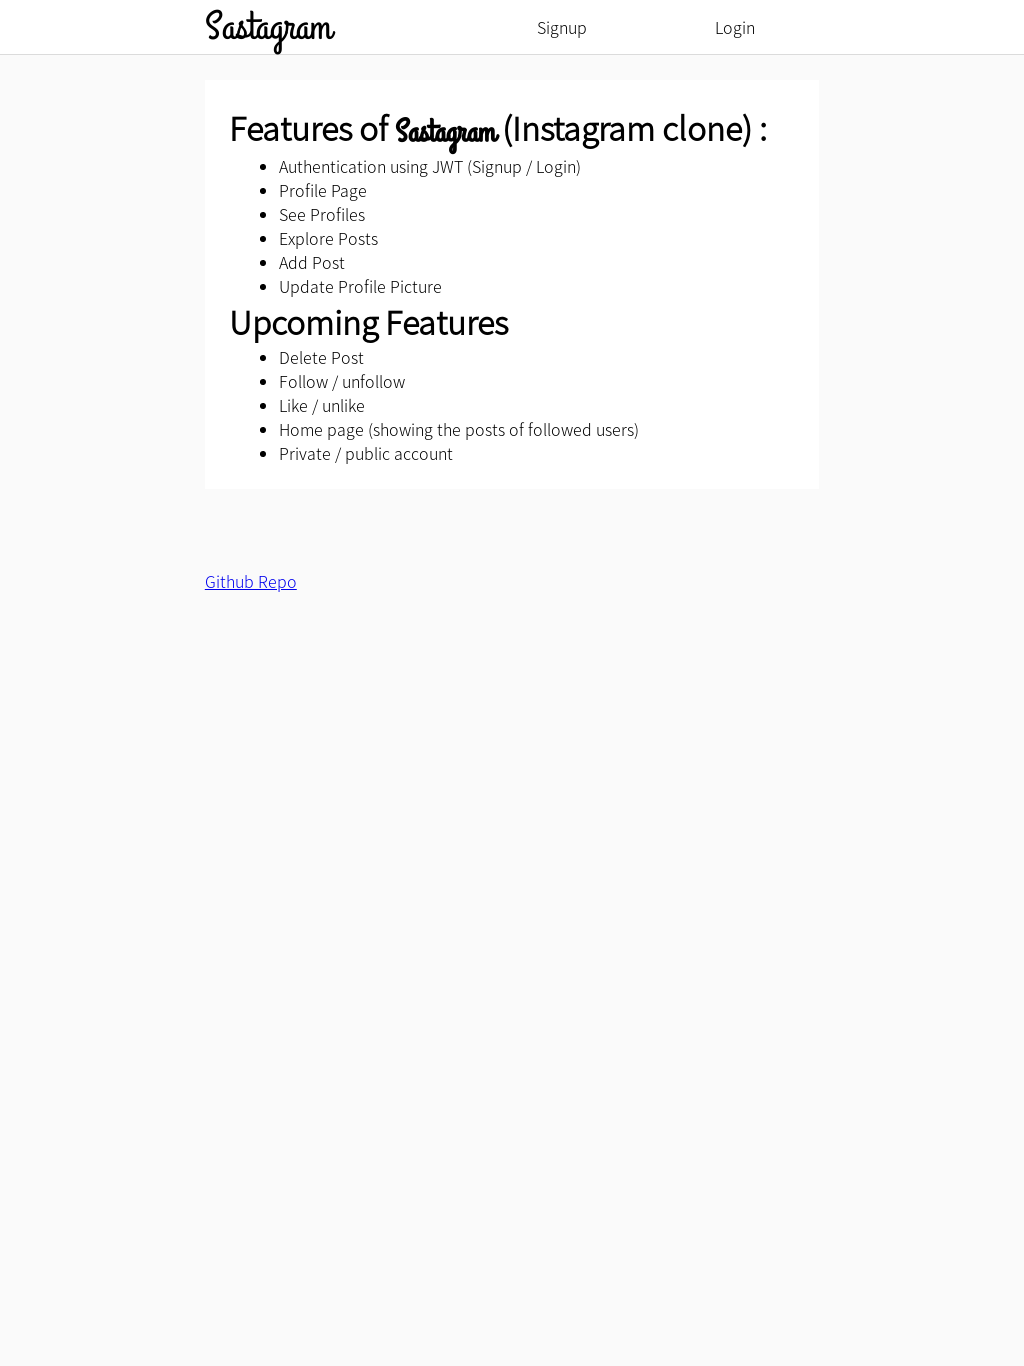 Sastagram Signup Login
Features of Sastagram (Instagram clone) :
Authentication using JWT (Signup / Login)
Profile Page
See Profiles
Explore Posts
Add Post
Update Profile Picture
Upcoming Features
Delete Post
Follow / unfollow
Like / unlike
Home page (showing the posts of followed users)
Private / public account
Github Repo